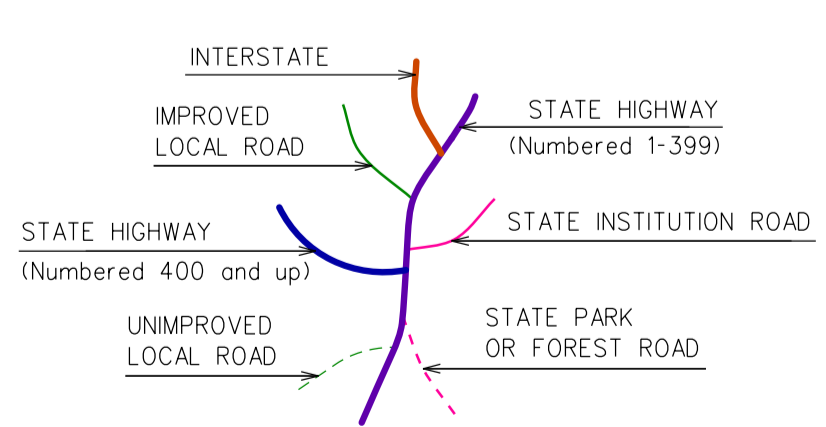 INTERSTATE
IMPROVED
LOCAL ROAD
STATE HIGHWAY
(Numbered 1-399)
STATE HIGHWAY
(Numbered 400 and up)
STATE INSTITUTION ROAD
UNIMPROVED
LOCAL ROAD
STATE PARK
OR FOREST ROAD